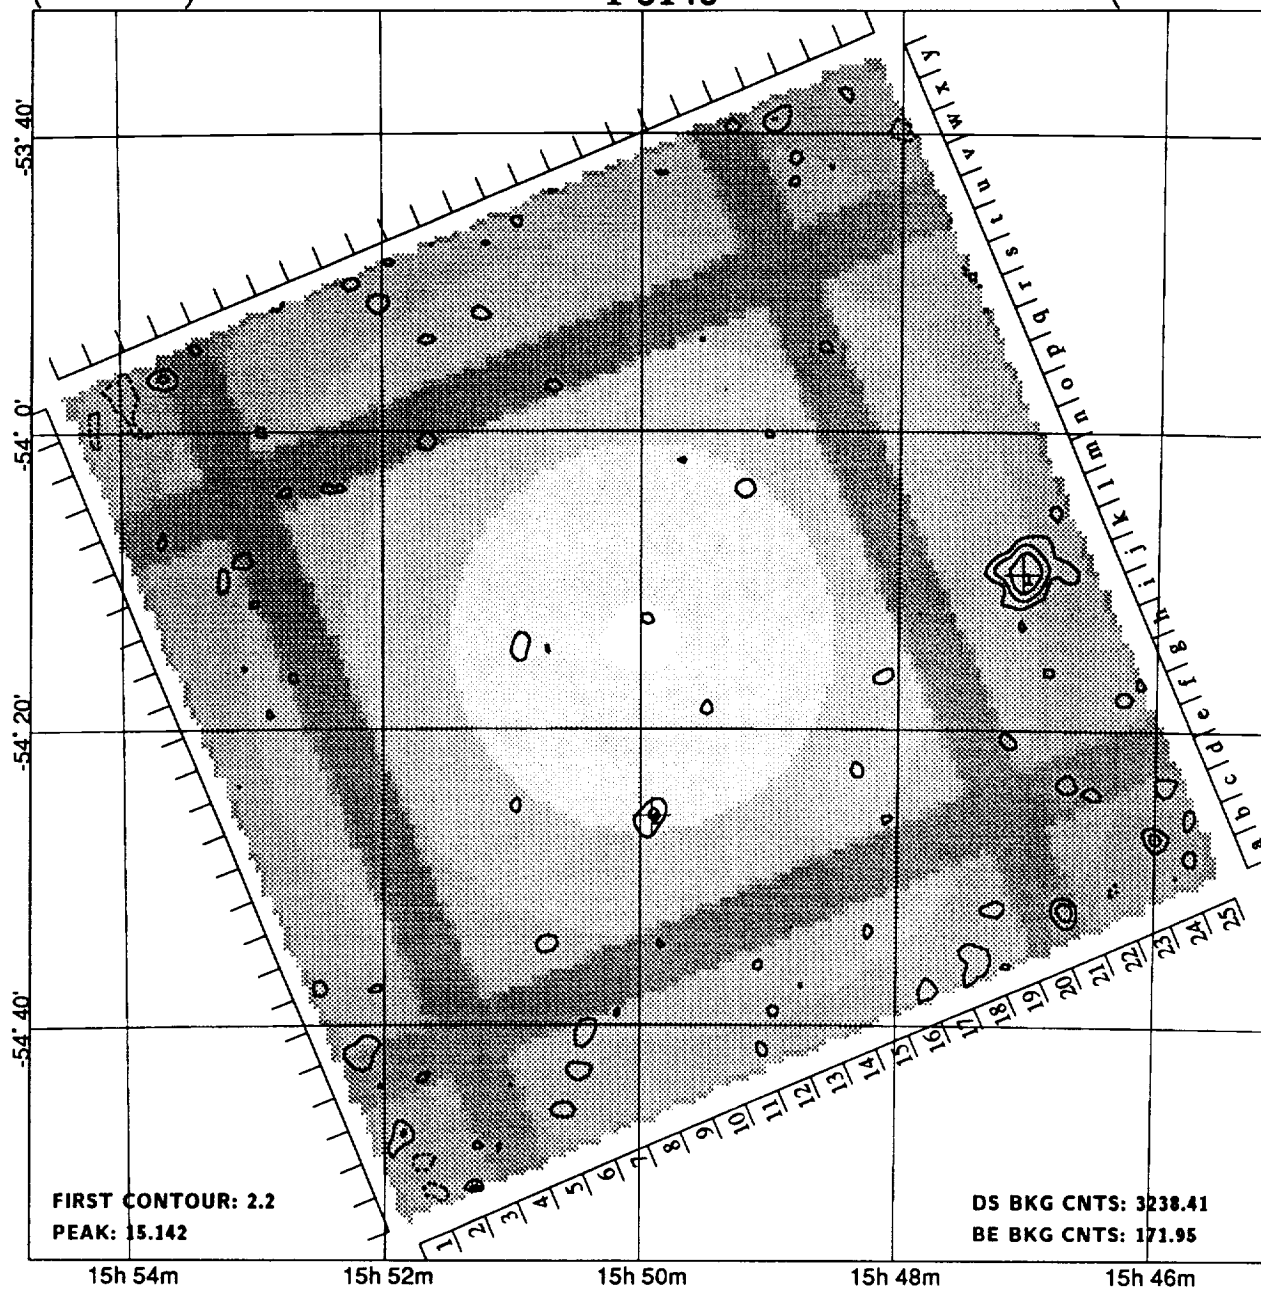 -53° 40'
-54° 0'
-54° 20'
-54° 40'
a|b|c|d|e|f|g|h|i|j|k|l|m|n|o|p|q|r|s|t|u|v|w|x|y
1|2|3|4|5|6|7|8|9|10|11|12|13|14|15|16|17|18|19|20|21|22|23|24|25
FIRST CONTOUR: 2.2
PEAK: 15.142
DS BKG CNTS: 3238.41
BE BKG CNTS: 171.95
15h 54m 15h 52m 15h 50m 15h 48m 15h 46m